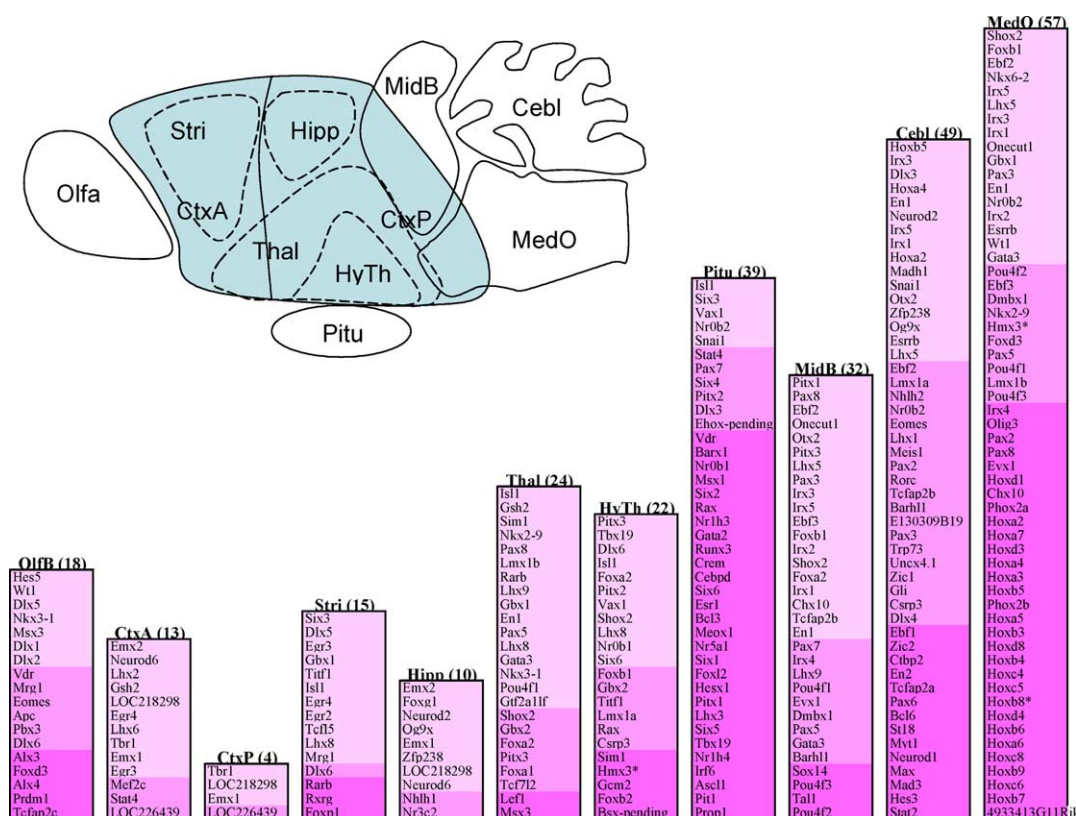 MidB
Cebl
Stri
Hipp
Olfa
CtxA
CtxP
Thal
MedO
HyTh
Pitu
OlfB (18)
Hes5
Wt1
Dlx5
Nkx3-1
Msx3
Dlx1
Dlx2
Vdr
Mrg1
Eomes
Apc
Pbx3
Dlx6
Alx3
Foxd3
Alx4
Prdm1
Tcfap2c
CtxA (13)
Emx2
Neurod6
Lhx2
Gsh2
LOC218298
Egr4
Lhx6
Tbr1
Emx1
Egr3
Mef2c
Stat4
LOC226439
CtxP (4)
Tbr1
LOC218298
Emx1
LOC226439
Stri (15)
Six3
Dlx5
Egr3
Gbx1
Titf1
Isl1
Egr4
Egr2
Tcfl5
Lhx8
Mrg1
Dlx6
Rarb
Rxrg
Foxp1
Hipp (10)
Emx2
Foxg1
Neurod2
Og9x
Emx1
Zfp238
LOC218298
Neurod6
Nhlh1
Nr3c2
Thal (24)
Isl1
Gsh2
Sim1
Nkx2-9
Pax8
Lmx1b
Rarb
Lhx9
Gbx1
En1
Pax5
Lhx8
Gata3
Nkx3-1
Pou4f1
Gtf2a1lf
Shox2
Gbx2
Foxa2
Pitx3
Foxa1
Tcf7l2
Lef1
Msx3
HyTh (22)
Pitx3
Tbx19
Dlx6
Isl1
Foxa2
Pitx2
Vax1
Shox2
Lhx8
Nr0b1
Six6
Foxb1
Gbx2
Titf1
Lmx1a
Rax
Csrp3
Sim1
Hmx3*
Gcm2
Foxb2
Bsx-pending
Pitu (39)
Isl1
Six3
Vax1
Nr0b2
Snai1
Stat4
Pax7
Six4
Pitx2
Dlx3
Ehox-pending
Vdr
Barx1
Nr0b1
Msx1
Six2
Rax
Nr1h3
Gata2
Runx3
Crem
Cebpd
Six6
Esr1
Bcl3
Meox1
Nr5a1
Six1
Foxl2
Hesx1
Pitx1
Lhx3
Six5
Tbx19
Nr1h4
Irf6
Ascl1
Pit1
Prop1
MidB (32)
Pitx1
Pax8
Ebf2
Onecut1
Otx2
Pitx3
Lhx5
Pax3
Irx3
Irx5
Ebf3
Foxb1
Irx2
Shox2
Foxa2
Irx1
Chx10
Tcfap2b
En1
Pax7
Irx4
Lhx9
Pou4f1
Evx1
Dmbx1
Pax5
Gata3
Barhl1
Sox14
Pou4f3
Tal1
Pou4f2
Cebl (49)
Hoxb5
Irx3
Dlx3
Hoxa4
En1
Neurod2
Irx5
Irx1
Hoxa2
Madh1
Snai1
Otx2
Zfp238
Og9x
Esrrb
Lhx5
Ebf2
Lmx1a
Nhlh2
Nr0b2
Eomes
Lhx1
Meis1
Pax2
Rorc
Tcfap2b
Barhl1
E130309B19
Pax3
Trp73
Uncx4.1
Zic1
Gli
Csrp3
Dlx4
Ebf1
Zic2
Ctbp2
En2
Tcfap2a
Pax6
Bcl6
St18
Myt1
Neurod1
Max
Mad3
Hes3
Stat2
MedO (57)
Shox2
Foxb1
Ebf2
Nkx6-2
Irx5
Lhx5
Irx3
Irx1
Onecut1
Gbx1
Pax3
En1
Nr0b2
Irx2
Esrrb
Wt1
Gata3
Pou4f2
Ebf3
Dmbx1
Nkx2-9
Hmx3*
Foxd3
Pax5
Pou4f1
Lmx1b
Pou4f3
Irx4
Olig3
Pax2
Pax8
Evx1
Hoxd1
Chx10
Phox2a
Hoxa2
Hoxa7
Hoxd3
Hoxa4
Hoxa3
Hoxb5
Phox2b
Hoxa5
Hoxb3
Hoxd8
Hoxb4
Hoxc4
Hoxc5
Hoxb8*
Hoxd4
Hoxb6
Hoxa6
Hoxc8
Hoxb9
Hoxc6
Hoxb7
4933413G11Rik